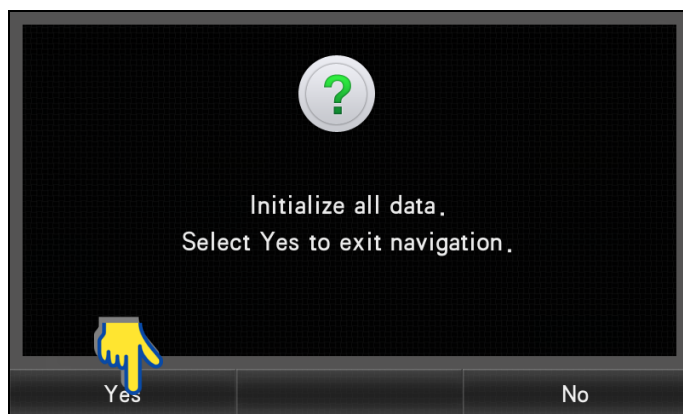 ?
Initialize all data.
Select Yes to exit navigation.
Yes
No